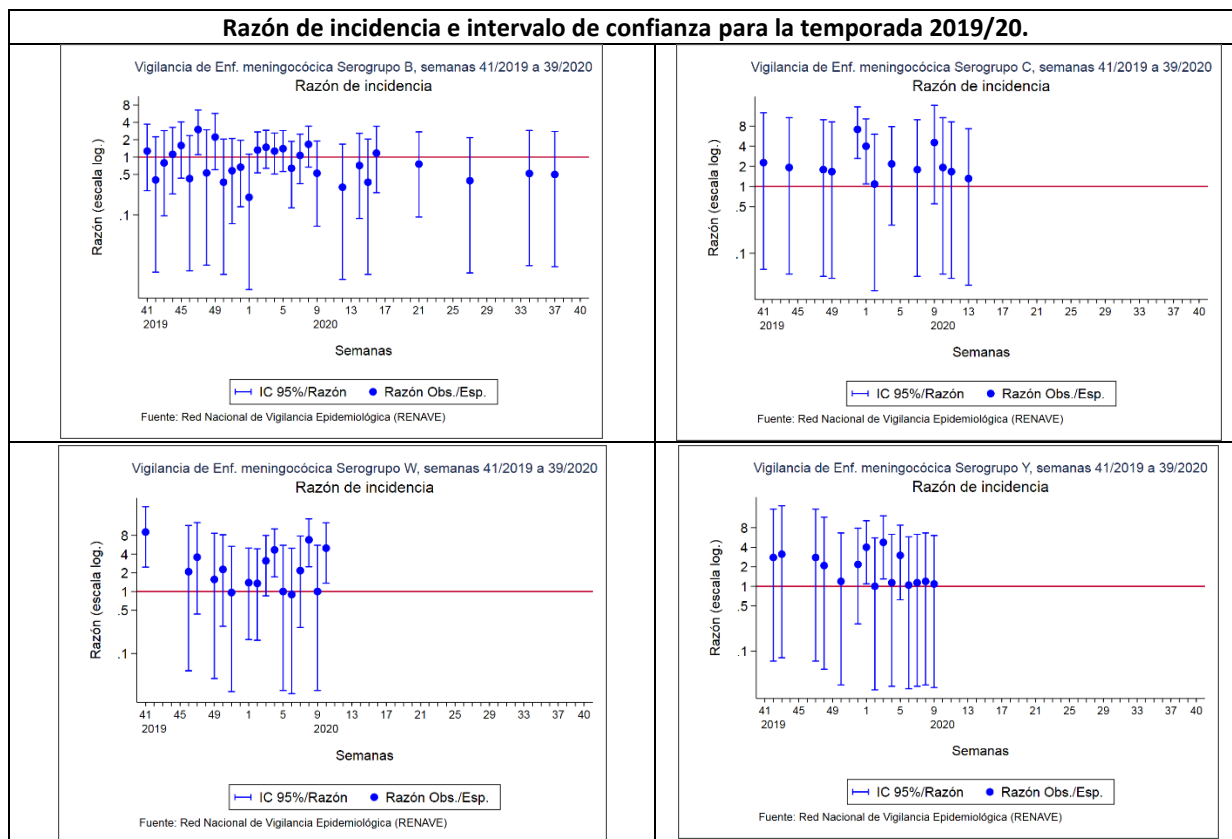 Razón de incidencia e intervalo de confianza para la temporada 2019/20.
Vigilancia de Enf. meningocócica Serogrupo B, semanas 41/2019 a 39/2020
Razón de incidencia
Razón (escala log.)
8
4
2
1
.5
.1
41 45 49 1 5 9 13 17 21 25 29 33 36 40
2019 2020
Semanas
IC 95%/Razón Razón Obs./Esp.
Fuente: Red Nacional de Vigilancia Epidemiológica (RENAVE)
Vigilancia de Enf. meningocócica Serogrupo C, semanas 41/2019 a 39/2020
Razón de incidencia
Razón (escala log.)
8
4
2
1
.5
.1
41 45 49 1 5 9 13 17 21 25 29 33 36 40
2019 2020
Semanas
IC 95%/Razón Razón Obs./Esp.
Fuente: Red Nacional de Vigilancia Epidemiológica (RENAVE)
Vigilancia de Enf. meningocócica Serogrupo W, semanas 41/2019 a 39/2020
Razón de incidencia
Razón (escala log.)
8
4
2
1
.5
.1
41 45 49 1 5 9 13 17 21 25 29 33 36 40
2019 2020
Semanas
IC 95%/Razón Razón Obs./Esp.
Fuente: Red Nacional de Vigilancia Epidemiológica (RENAVE)
Vigilancia de Enf. meningocócica Serogrupo Y, semanas 41/2019 a 39/2020
Razón de incidencia
Razón (escala log.)
8
4
2
1
.5
.1
41 45 49 1 5 9 13 17 21 25 29 33 36 40
2019 2020
Semanas
IC 95%/Razón Razón Obs./Esp.
Fuente: Red Nacional de Vigilancia Epidemiológica (RENAVE)